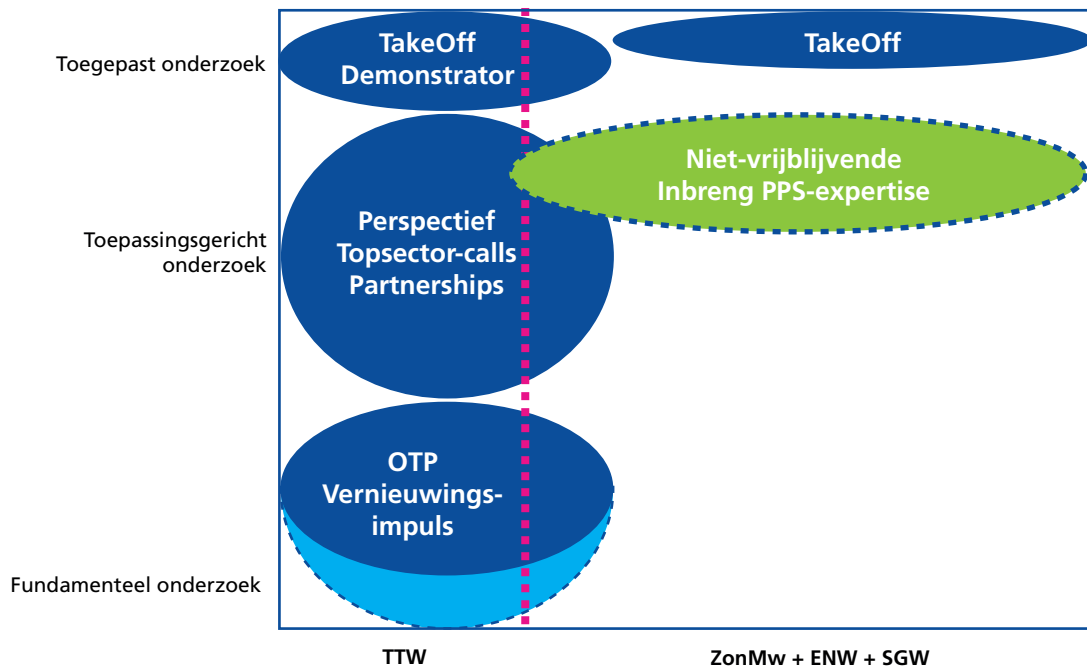 Toegepast onderzoek
TakeOff
Demonstrator
TakeOff
Toepassingsgericht
onderzoek
Perspectief
Topsector-calls
Partnerships
Niet-vrijblijvende
Inbreng PPS-expertise
OTP
Vernieuwings-
impuls
Fundamenteel onderzoek
TTW
ZonMw + ENW + SGW